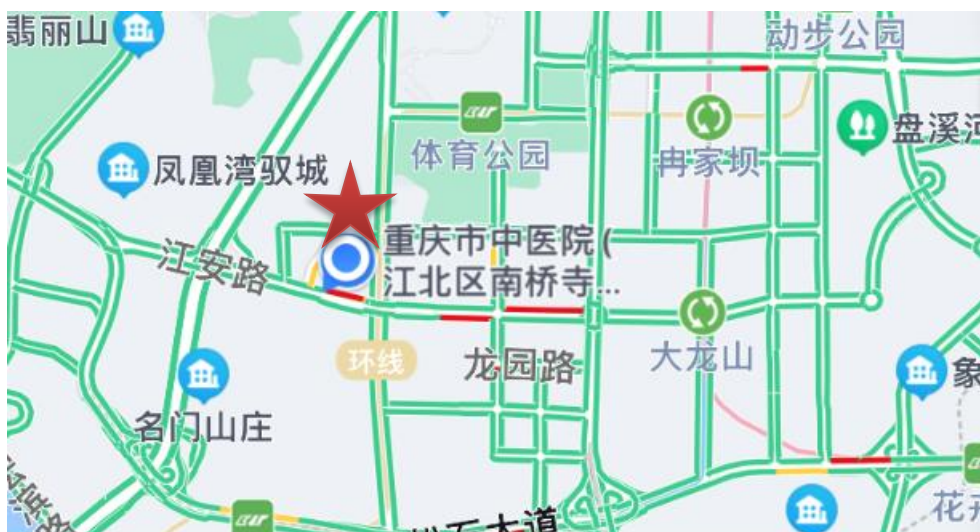 翡丽山
动步公园
盘溪河
体育公园
冉家坝
凤凰湾驭城
重庆市中医院(
江北区南桥寺...
江安路
环线
龙园路
大龙山
象
名门山庄
花